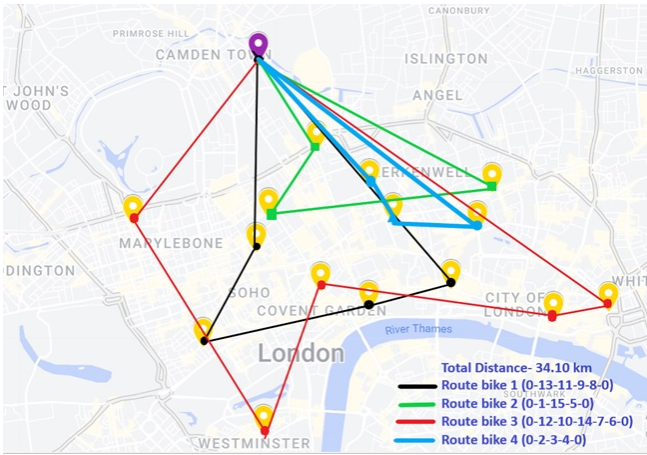 CANONBURY
PRIMROSE HILL
CAMDEN TOWN
ISLINGTON
HAGGERSTON
T JOHN'S
WOOD
ANGEL
ERKENWELL
MARYLEBONE
DDINGTON
SOHO
COVENT GARDEN
CITY OF
LONDON
WHIT
River Thames
London
SOUTHWARK
WESTMINSTER
Total Distance- 34.10 km
Route bike 1 (0-13-11-9-8-0)
Route bike 2 (0-1-15-5-0)
Route bike 3 (0-12-10-14-7-6-0)
Route bike 4 (0-2-3-4-0)